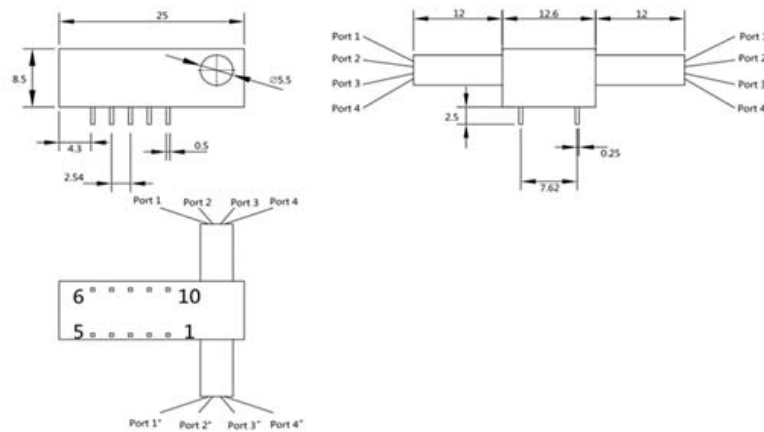 25
8.5
Ø5.5
4.3
0.5
2.54
12
12.6
12
Port 1
Port 2
Port 3
Port 4
Port 1
Port 2
Port 3
Port 4
2.5
0.25
7.62
Port 1 Port 2 Port 3 Port 4
6 10
5 1
Port 1" Port 2" Port 3" Port 4"